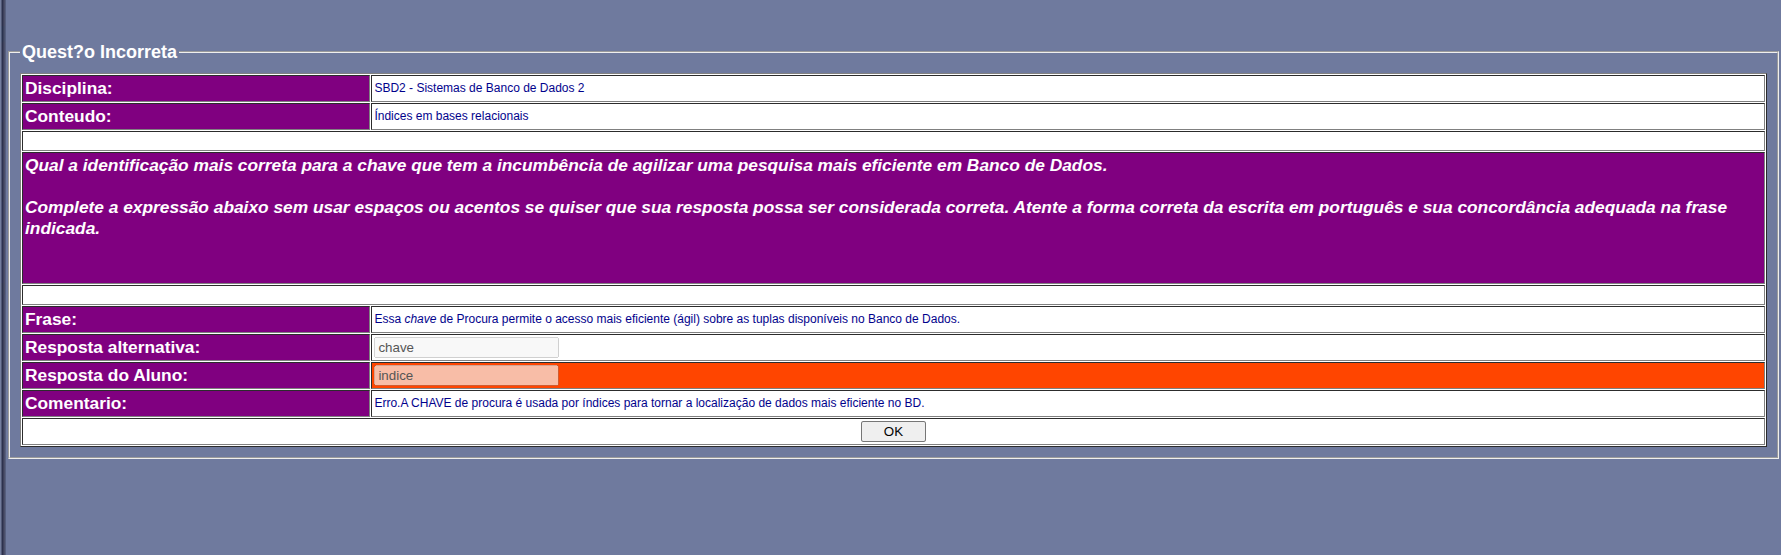 Quest?o Incorreta
Disciplina: SBD2 - Sistemas de Banco de Dados 2
Conteudo: Índices em bases relacionais
Qual a identificação mais correta para a chave que tem a incumbência de agilizar uma pesquisa mais eficiente em Banco de Dados.
Complete a expressão abaixo sem usar espaços ou acentos se quiser que sua resposta possa ser considerada correta. Atente a forma correta da escrita em português e sua concordância adequada na frase
indicada.
Frase: Essa chave de Procura permite o acesso mais eficiente (ágil) sobre as tuplas disponíveis no Banco de Dados.
Resposta alternativa: chave
Resposta do Aluno: indice
Comentario: Erro.A CHAVE de procura é usada por índices para tornar a localização de dados mais eficiente no BD.
OK